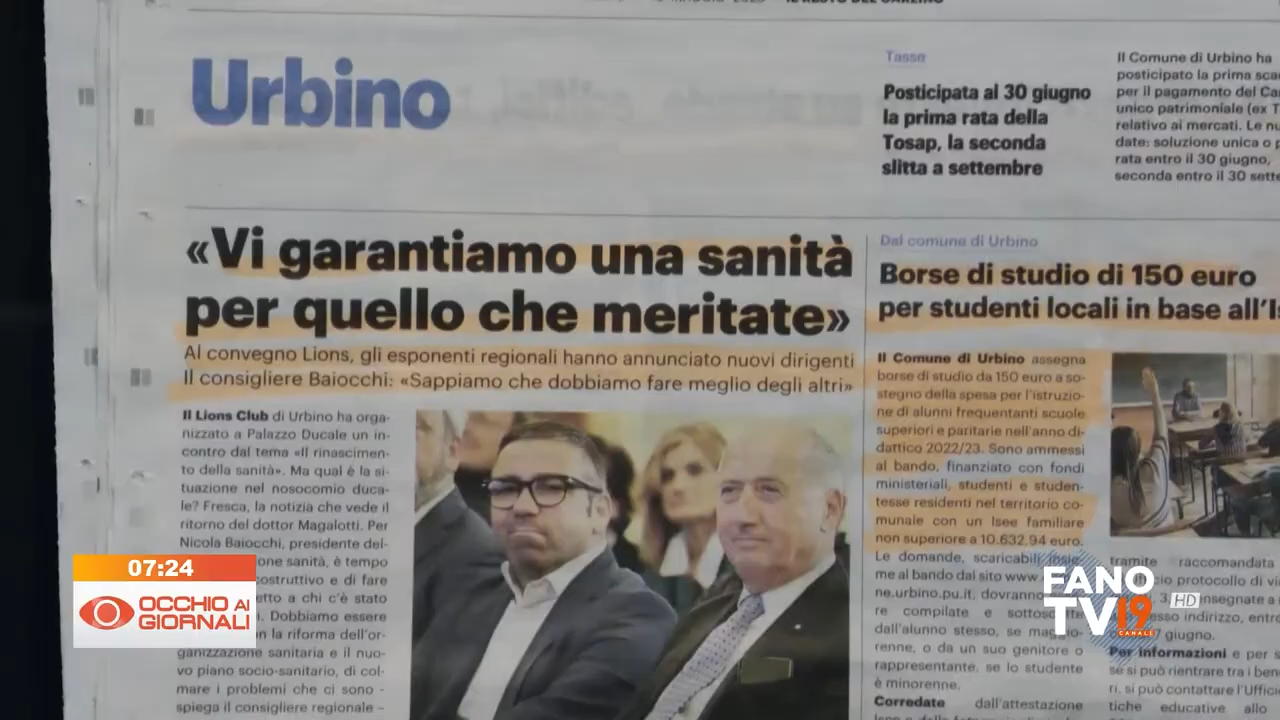 IL RESTO DEL CARLINO
Urbino
Tasse
Posticipata al 30 giugno
la prima rata della
Tosap, la seconda
slitta a settembre
Il Comune di Urbino ha
posticipato la prima
per il pagamento del
unico patrimoniale (ex
relativo ai mercati. Le
date: soluzione unica o
rata entro il 30 giugno,
seconda entro il 30
«Vi garantiamo una sanità
per quello che meritate»
Al convegno Lions, gli esponenti regionali hanno annunciato nuovi dirigenti
Il consigliere Baiocchi: «Sappiamo che dobbiamo fare meglio degli altri»
Il Lions Club di Urbino ha orga-
nizzato a Palazzo Ducale un in-
contro dal tema «Il rinascimen-
to della sanità». Ma qual è la si-
tuazione nel nosocomio duca-
le? Fresca, la notizia che vede il
ritorno del dottor Magalotti. Per
Nicola Baiocchi, presidente del-
one sanità, è tempo
costruttivo e di fare
etto a chi c'è stato
Dobbiamo essere
la riforma dell'or-
ganizzazione sanitaria e il nuo-
vo piano socio-sanitario, di col-
mare i problemi che ci sono -
spiega il consigliere regionale –
Dal comune di Urbino
Borse di studio di 150 euro
per studenti locali in base
Il Comune di Urbino assegna
borse di studio da 150 euro a so-
stegno della spesa per l'istruzio-
ne di alunni frequentanti scuole
superiori e paritarie nell'anno di-
dattico 2022/23. Sono ammessi
al bando, finanziato con fondi
ministeriali, studenti e studen-
tesse residenti nel territorio co-
munale con un Isee familiare
non superiore a 10.632,94 euro.
Le domande, scaricabili insie-
me al bando dal sito www.
ne.urbino.pu.it, dovranno
re compilate e
dall'alunno stesso, se
renne, o da un suo genitore o
rappresentante, se lo studente
è minorenne.
Corredate dall'attestazione
tramite raccomandata
protocollo di
indirizzo,
giugno.
Per informazioni e per
se si può rientrare tra i
ri, si può contattare
tiche educative allo
07:24
OCCHIO AI
GIORNALI
FANO
TV19 HD
CANALE